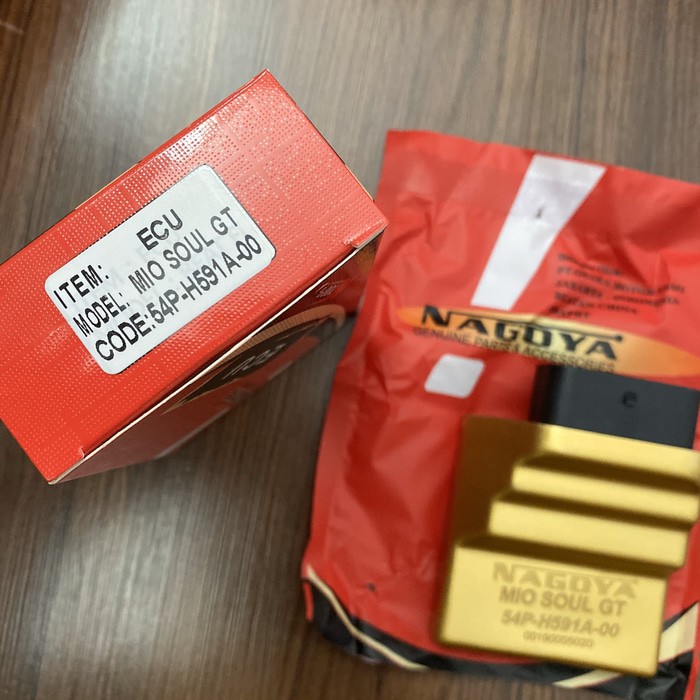 ITEM: ECU
MODEL: MIO SOUL GT
CODE:54P-H591A-00
NAGOYA
GENUINE PARTS ACCESSORIES
NAGOYA
MIO SOUL GT
54P-H591A-00